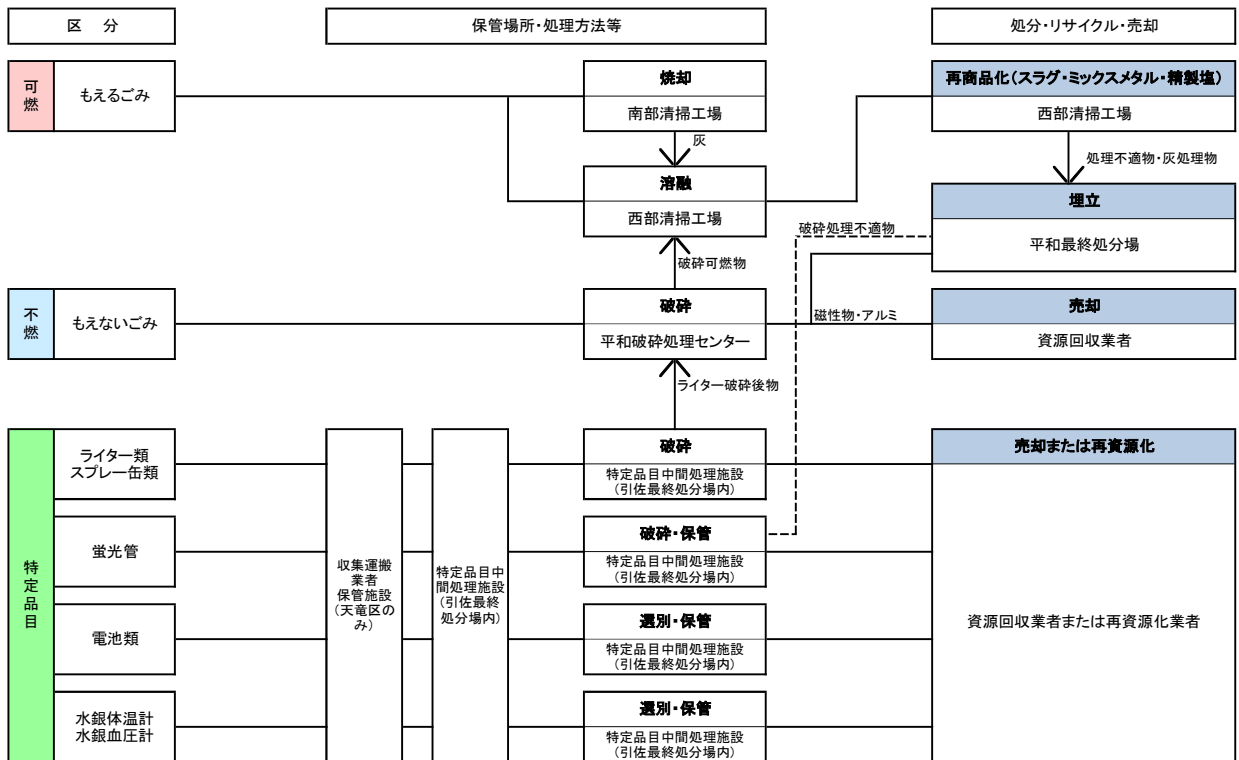 区　分
保管場所・処理方法等
処分・リサイクル・売却
可燃
もえるごみ
焼却
南部清掃工場
灰
溶融
西部清掃工場
再商品化(スラグ・ミックスメタル・精製塩)
西部清掃工場
処理不適物・灰処理物
埋立
平和最終処分場
破砕処理不適物
破砕可燃物
不燃
もえないごみ
破砕
平和破砕処理センター
磁性物・アルミ
売却
資源回収業者
ライター破砕後物
特定品目
ライター類
スプレー缶類
蛍光管
電池類
水銀体温計
水銀血圧計
収集運搬
業者
保管施設
(天竜区の
み)
特定品目中
間処理施設
(引佐最終
処分場内)
破砕
特定品目中間処理施設
(引佐最終処分場内)
破砕・保管
特定品目中間処理施設
(引佐最終処分場内)
選別・保管
特定品目中間処理施設
(引佐最終処分場内)
選別・保管
特定品目中間処理施設
(引佐最終処分場内)
売却または再資源化
資源回収業者または再資源化業者